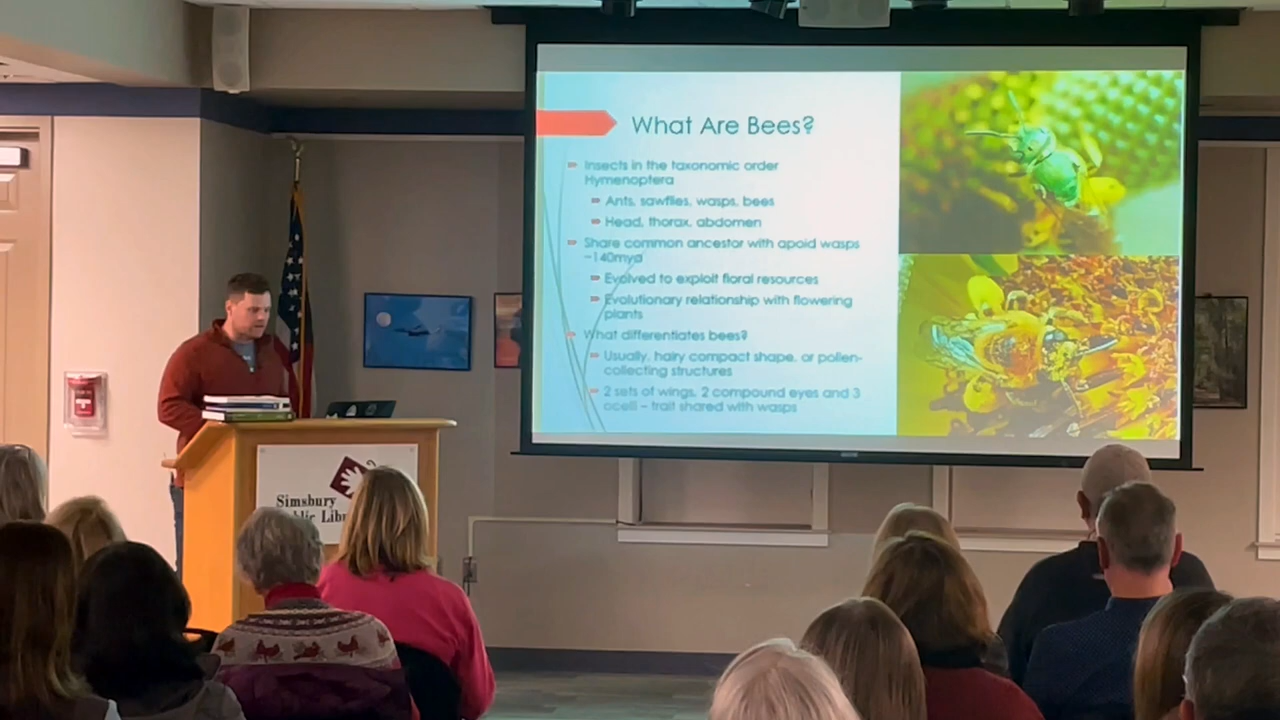 What Are Bees?
Insects in the taxonomic order
Hymenoptera
Ants, sawflies, wasps, bees
Head, thorax, abdomen
Share common ancestor with apoid wasps
~140mya
Evolved to exploit floral resources
Evolutionary relationship with flowering
plants
What differentiates bees?
Usually, hairy compact shape, or pollen-
collecting structures
2 sets of wings, 2 compound eyes and 3
ocelli – trait shared with wasps
Simsbury